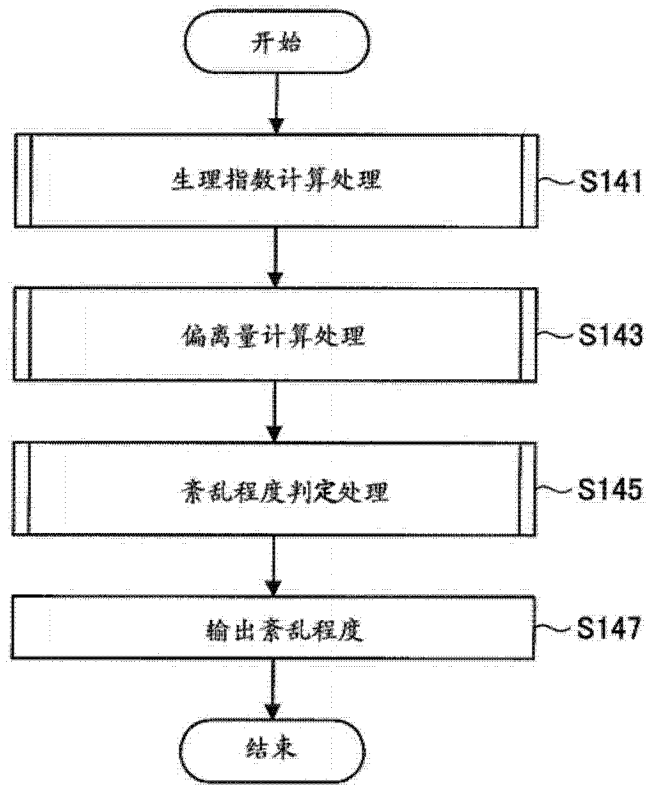 开始
生理指数计算处理
S141
偏离量计算处理
S143
紊乱程度判定处理
S145
输出紊乱程度
S147
结束